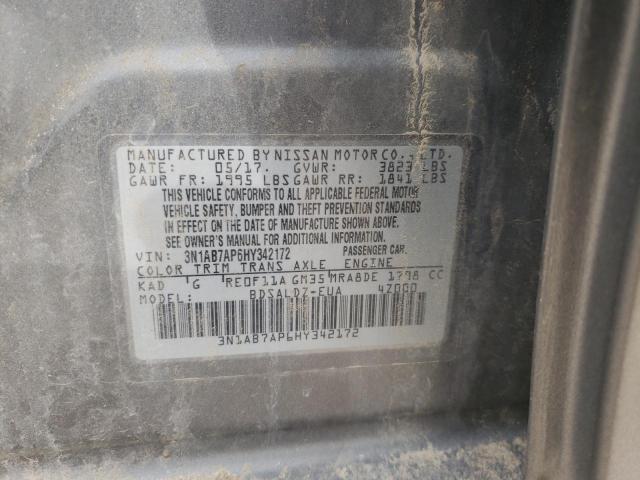 MANUFACTURED BY NISSAN MOTOR CO., LTD.
DATE: 05/17. GVWR: 3823 LBS
GAWR FR: 1995 LBS GAWR RR: 1841 LBS
THIS VEHICLE CONFORMS TO ALL APPLICABLE FEDERAL MOTOR
VEHICLE SAFETY, BUMPER AND THEFT PREVENTION STANDARDS
IN EFFECT ON THE DATE OF MANUFACTURE SHOWN ABOVE.
SEE OWNER'S MANUAL FOR ADDITIONAL INFORMATION.
VIN: 3N1AB7AP6HY342172 PASSENGER CAR.
COLOR TRIM TRANS AXLE ENGINE
KAD G RE0F11A GM35 MRA8DE 1798 CC
MODEL: BDSALDZ-EUA 4Z000
3N1AB7AP6HY342172